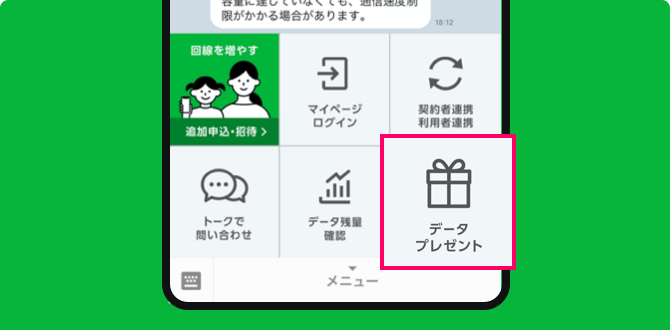 容量に達していなくても、通信速度制
限がかかる場合があります。
18:12
回線を増やす
追加申込・招待 >
マイページ
ログイン
契約者連携
利用者連携
トークで
問い合わせ
データ残量
確認
データ
プレゼント
メニュー